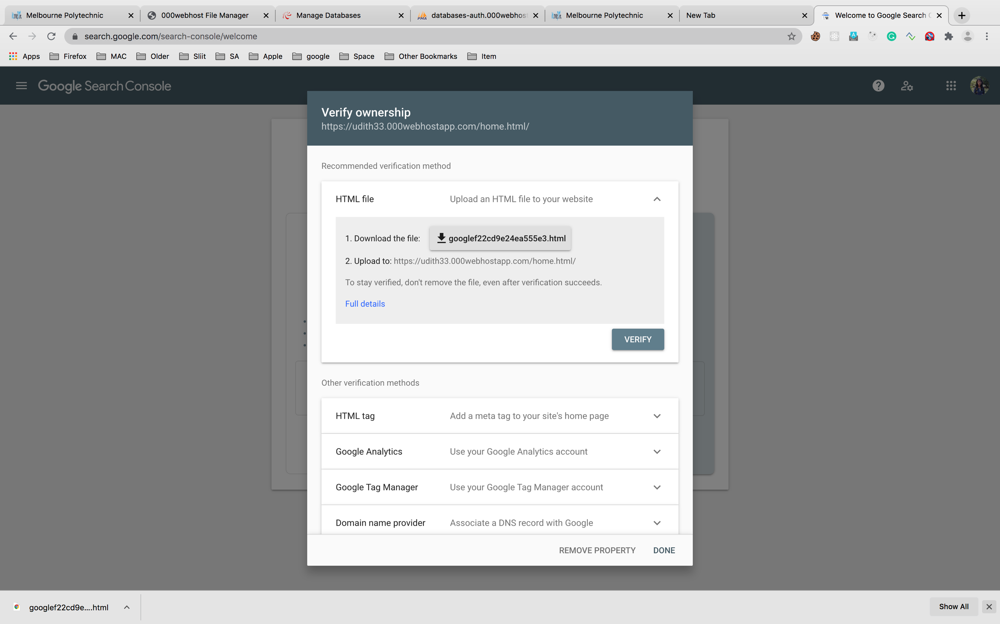 Melbourne Polytechnic
000webhost File Manager
Manage Databases
databases-auth.000webhost
Melbourne Polytechnic
New Tab
Welcome to Google Search
search.google.com/search-console/welcome
Apps
Firefox
MAC
Older
Sliit
SA
Apple
google
Space
Other Bookmarks
Item
Google Search Console
Verify ownership
https://udith33.000webhostapp.com/home.html/
Recommended verification method
HTML file
Upload an HTML file to your website
1. Download the file:
googlef22cd9e24ea555e3.html
2. Upload to: https://udith33.000webhostapp.com/home.html/
To stay verified, don't remove the file, even after verification succeeds.
Full details
VERIFY
Other verification methods
HTML tag
Add a meta tag to your site's home page
Google Analytics
Use your Google Analytics account
Google Tag Manager
Use your Google Tag Manager account
Domain name provider
Associate a DNS record with Google
REMOVE PROPERTY
DONE
googlef22cd9e....html
Show All